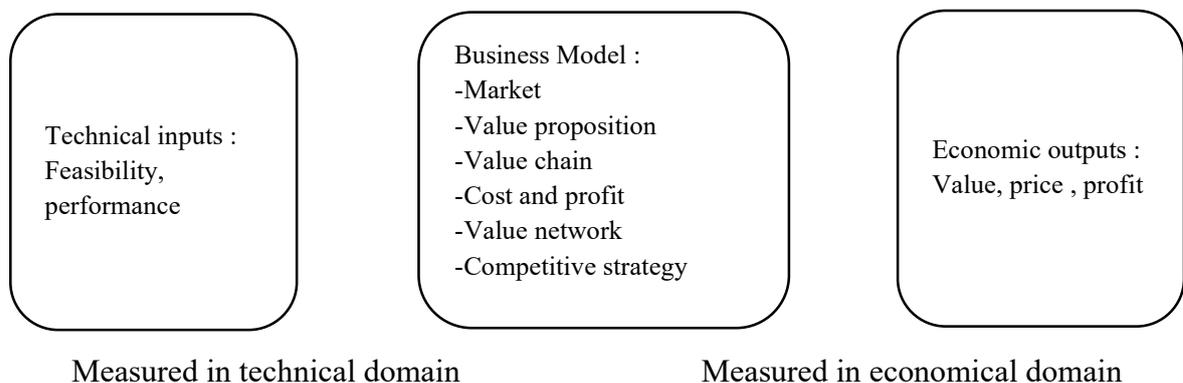 Technical inputs :
Feasibility,
performance
Business Model :
-Market
-Value proposition
-Value chain
-Cost and profit
-Value network
-Competitive strategy
Economic outputs :
Value, price , profit
Measured in technical domain
Measured in economical domain